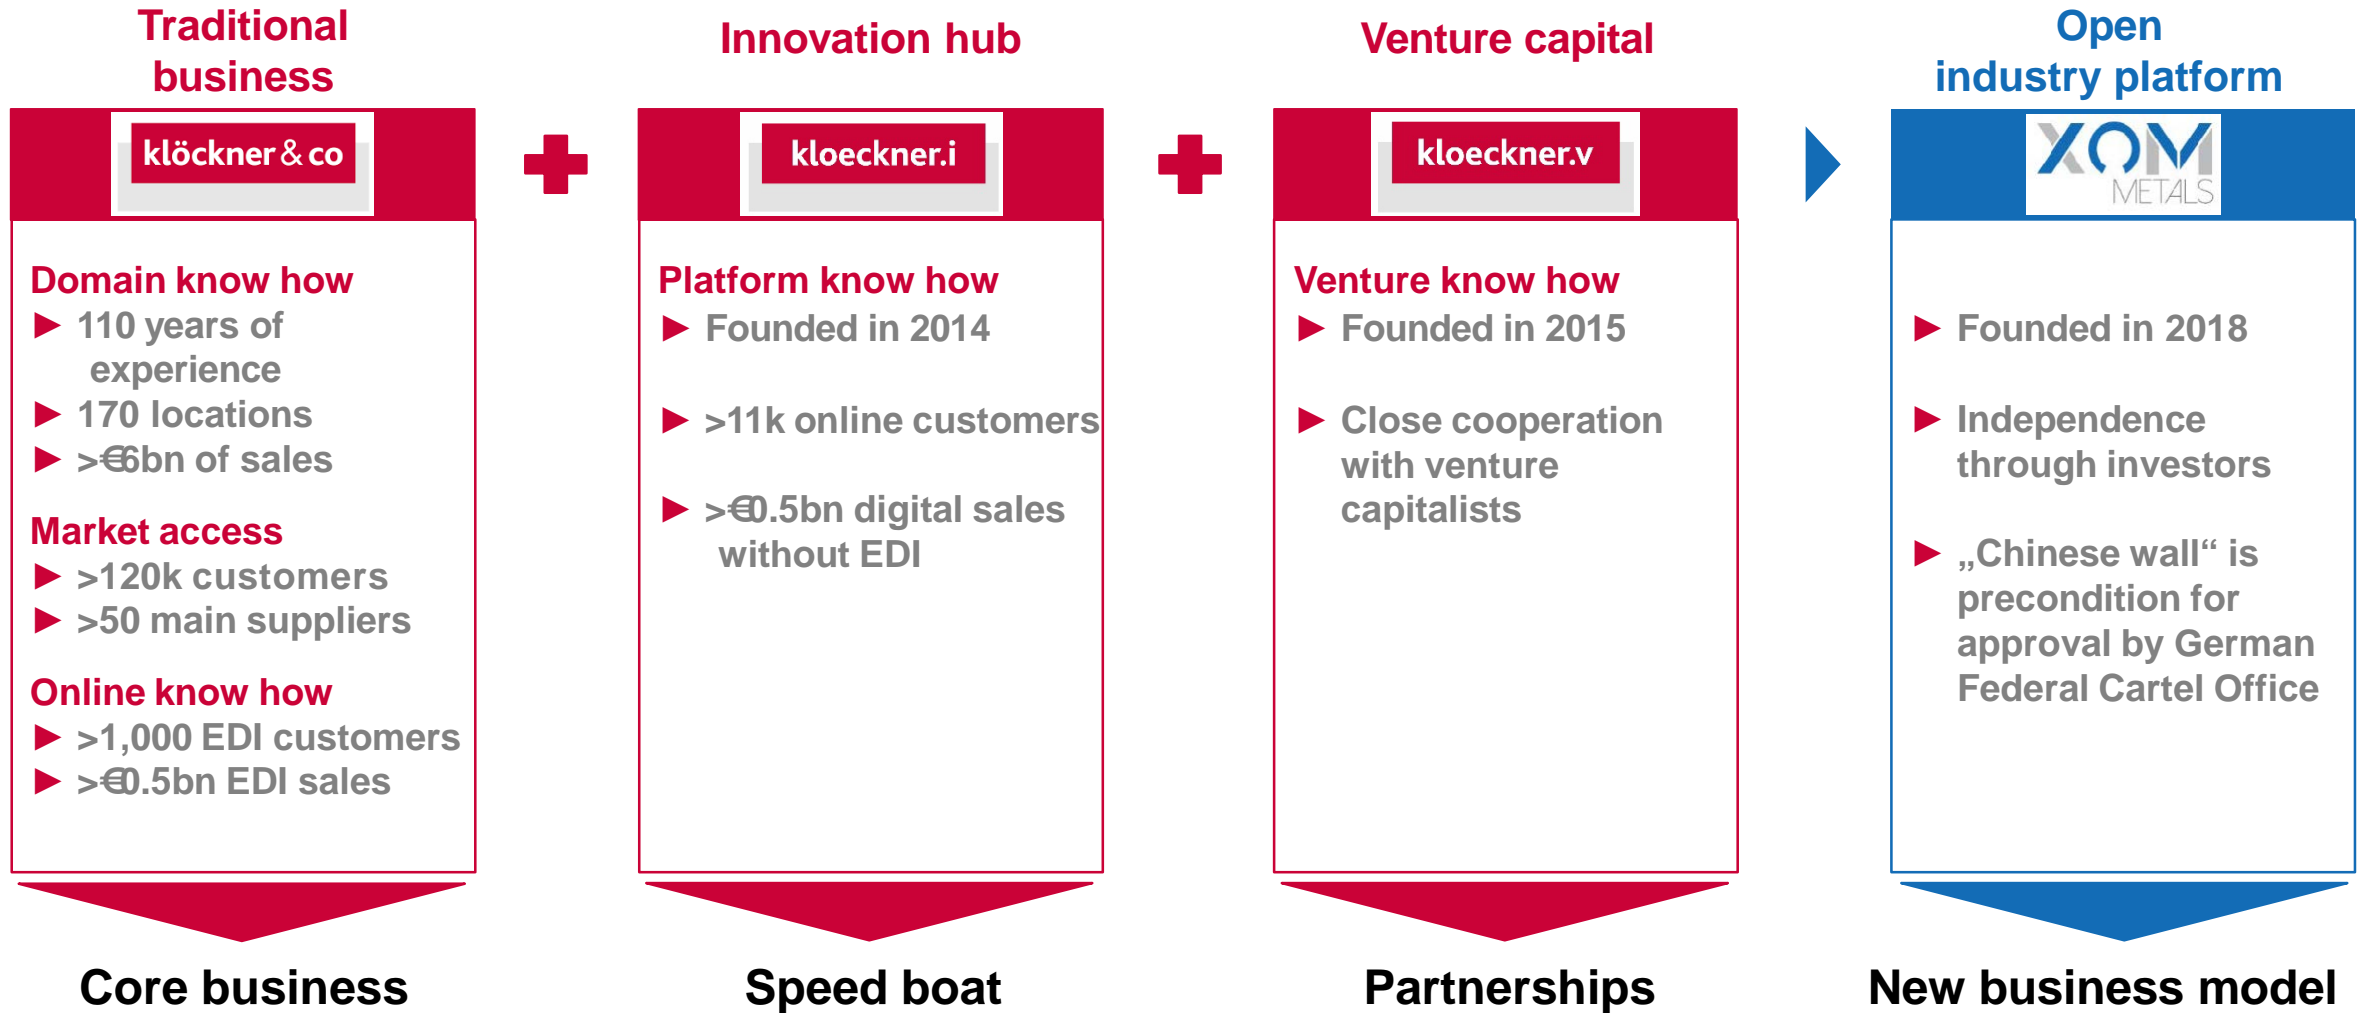 Traditional
business
klöckner & co
Domain know how
► 110 years of
experience
► 170 locations
► >€6bn of sales
Market access
► >120k customers
► >50 main suppliers
Online know how
► >1,000 EDI customers
► >€0.5bn EDI sales
Core business
Innovation hub
kloeckner.i
Platform know how
► Founded in 2014
► >11k online customers
► >€0.5bn digital sales
without EDI
Speed boat
Venture capital
kloeckner.v
Venture know how
► Founded in 2015
► Close cooperation
with venture
capitalists
Partnerships
Open
industry platform
XOM
METALS
► Founded in 2018
► Independence
through investors
► „Chinese wall“ is
precondition for
approval by German
Federal Cartel Office
New business model